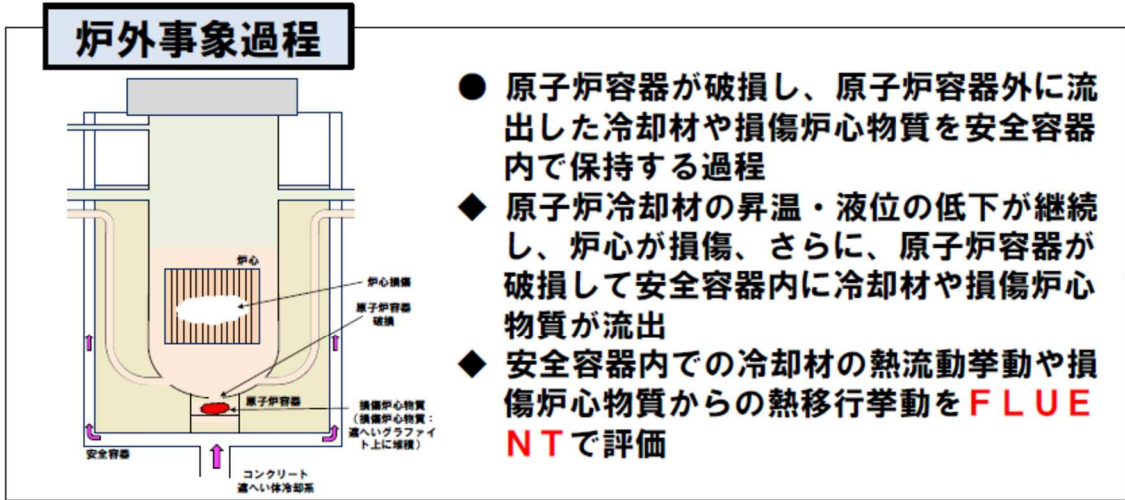 炉外事象過程
● 原子炉容器が破損し、原子炉容器外に流
出した冷却材や損傷炉心物質を安全容器
内で保持する過程
◆ 原子炉冷却材の昇温・液位の低下が継続
し、炉心が損傷、さらに、原子炉容器が
破損して安全容器内に冷却材や損傷炉心
物質が流出
◆ 安全容器内での冷却材の熱流動挙動や損
傷炉心物質からの熱移行挙動をＦＬＵＥ
ＮＴで評価
炉心
炉心損傷
原子炉容器
破損
原子炉容器
損傷炉心物質
（損傷炉心物質：
遮へいグラファイ
ト上に堆積）
安全容器
コンクリート
遮へい体冷却系